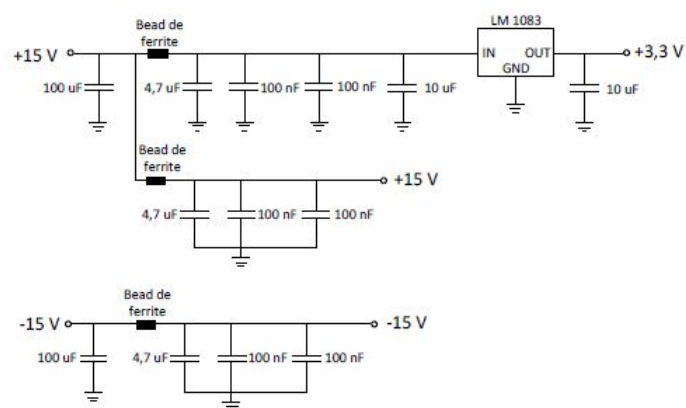 Bead de
ferrite
LM 1083
+15 V
IN OUT
GND
+3,3 V
100 uF
4,7 uF
100 nF
100 nF
10 uF
10 uF
Bead de
ferrite
+15 V
4,7 uF
100 nF
100 nF
Bead de
ferrite
-15 V
-15 V
100 uF
4,7 uF
100 nF
100 nF